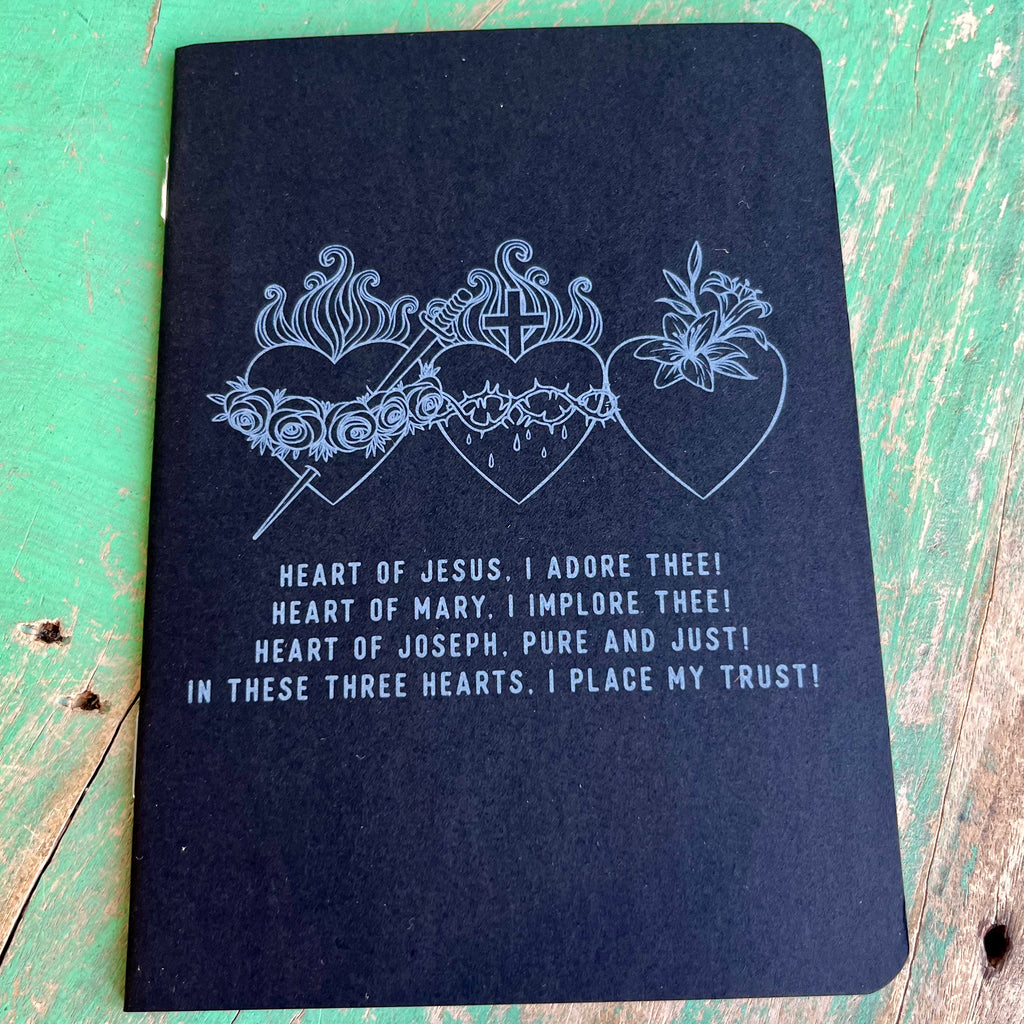 HEART OF JESUS, I ADORE THEE!
HEART OF MARY, I IMPLORE THEE!
HEART OF JOSEPH, PURE AND JUST!
IN THESE THREE HEARTS, I PLACE MY TRUST!